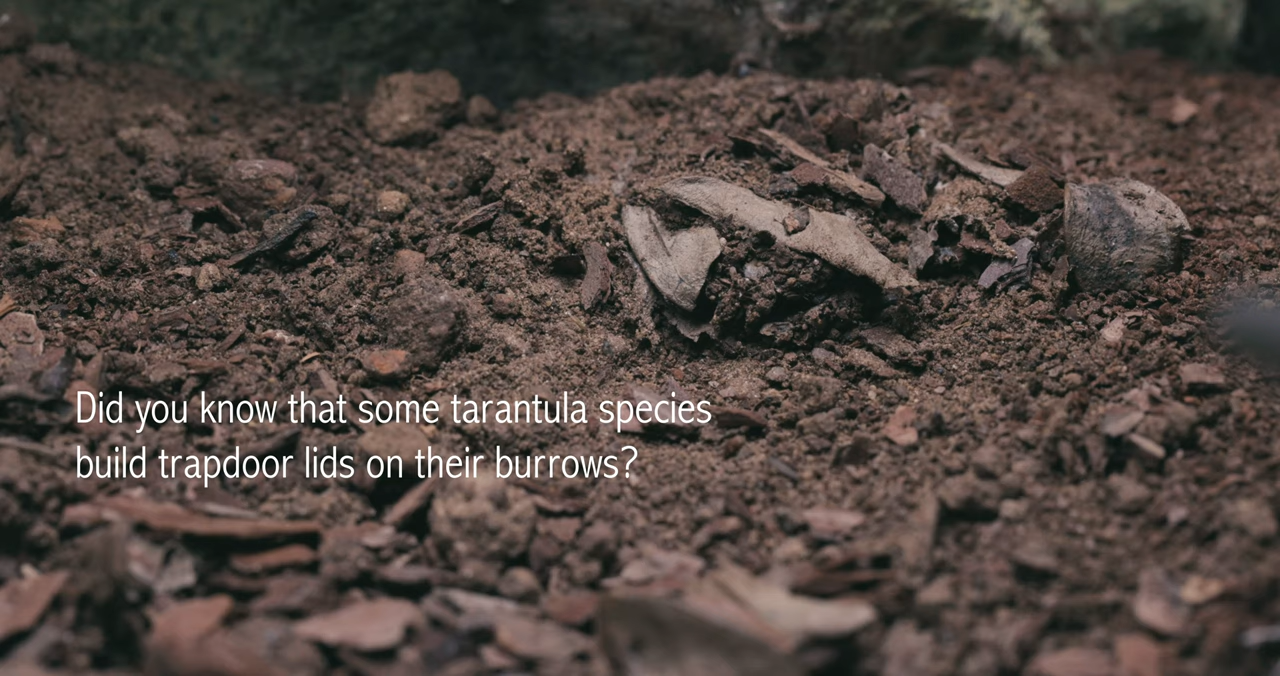 Did you know that some tarantula species
build trapdoor lids on their burrows?